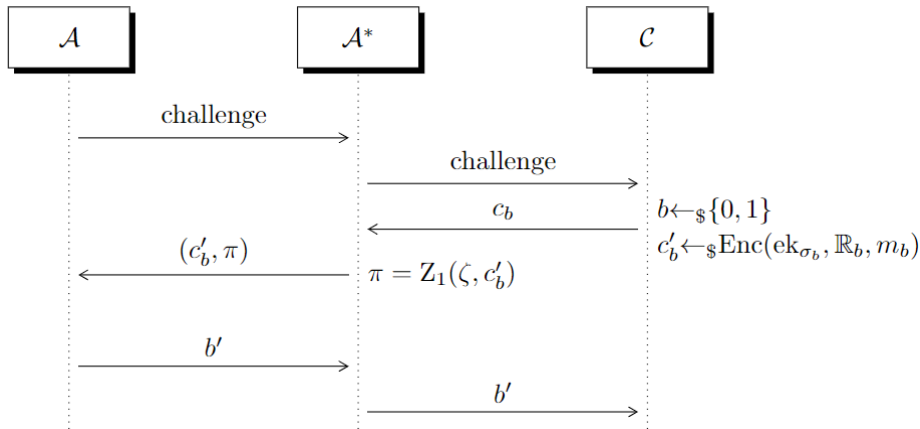 𝒜 𝒜* 𝒞
challenge
challenge
c_b
b←_$ {0, 1}
c'_b←_$ Enc(ek_{σ_b}, ℝ_b, m_b)
(c'_b, π)
π = Z_1(ζ, c'_b)
b'
b'